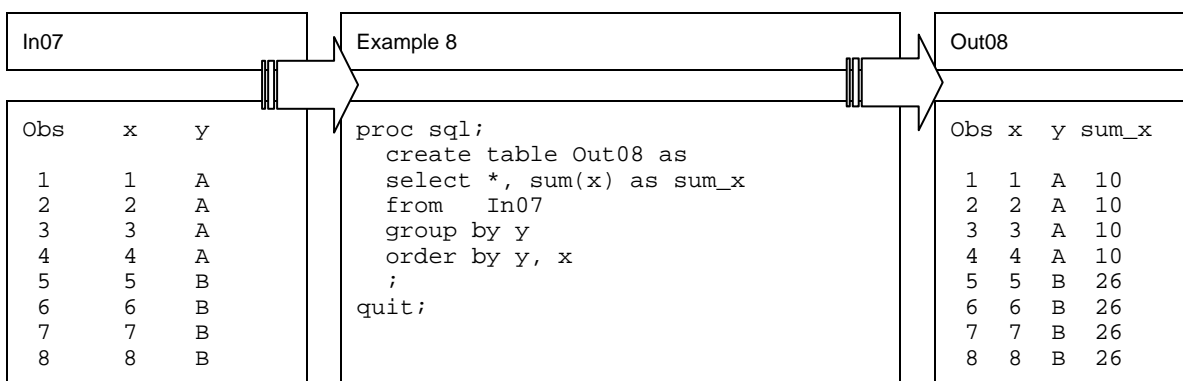 In07
Example 8
Out08
Obs x y
1 1 A
2 2 A
3 3 A
4 4 A
5 5 B
6 6 B
7 7 B
8 8 B
proc sql;
create table Out08 as
select *, sum(x) as sum_x
from In07
group by y
order by y, x
;
quit;
Obs x y sum_x
1 1 A 10
2 2 A 10
3 3 A 10
4 4 A 10
5 5 B 26
6 6 B 26
7 7 B 26
8 8 B 26